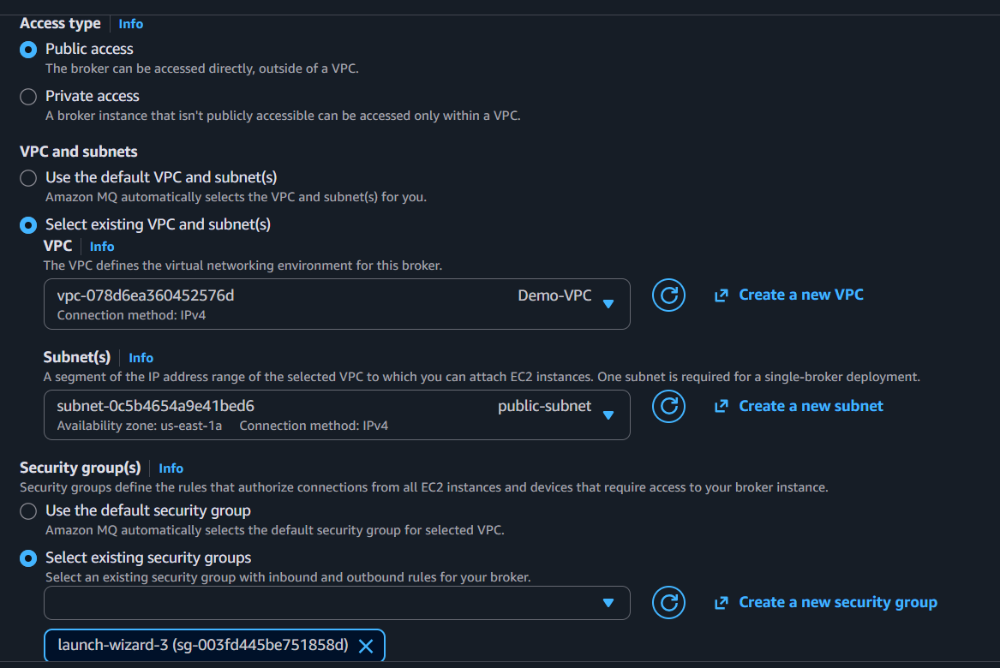 Access type Info
Public access
The broker can be accessed directly, outside of a VPC.
Private access
A broker instance that isn't publicly accessible can be accessed only within a VPC.
VPC and subnets
Use the default VPC and subnet(s)
Amazon MQ automatically selects the VPC and subnet(s) for you.
Select existing VPC and subnet(s)
VPC Info
The VPC defines the virtual networking environment for this broker.
vpc-078d6ea360452576d Demo-VPC Create a new VPC
Connection method: IPv4
Subnet(s) Info
A segment of the IP address range of the selected VPC to which you can attach EC2 instances. One subnet is required for a single-broker deployment.
subnet-0c5b4654a9e41bed6 public-subnet Create a new subnet
Availability zone: us-east-1a Connection method: IPv4
Security group(s) Info
Security groups define the rules that authorize connections from all EC2 instances and devices that require access to your broker instance.
Use the default security group
Amazon MQ automatically selects the default security group for selected VPC.
Select existing security groups
Select an existing security group with inbound and outbound rules for your broker.
Create a new security group
launch-wizard-3 (sg-003fd445be751858d)